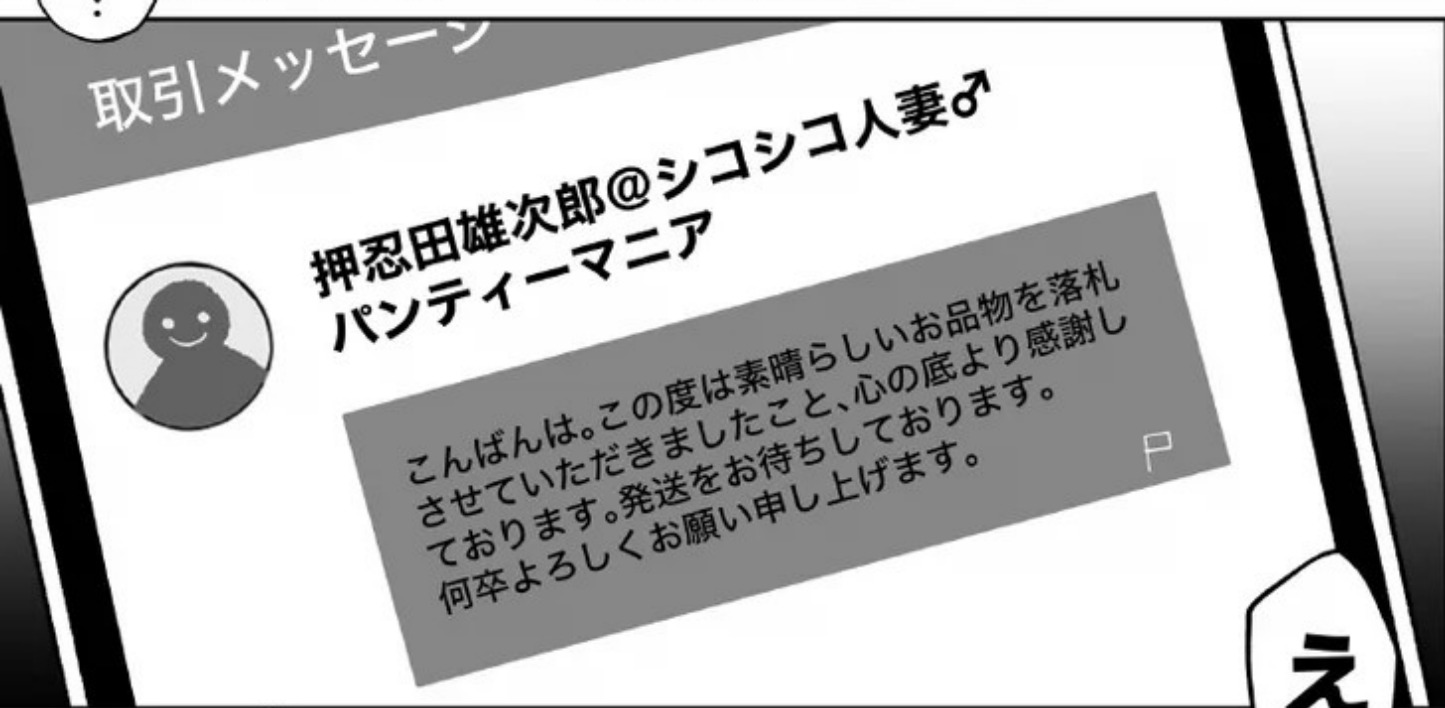 ?
取引メッセージ
押忍田雄次郎@シコシコ人妻♂
パンティーマニア
こんばんは。この度は素晴らしいお品物を落札
させていただきましたこと、心の底より感謝し
ております。発送をお待ちしております。
何卒よろしくお願い申し上げます。
え